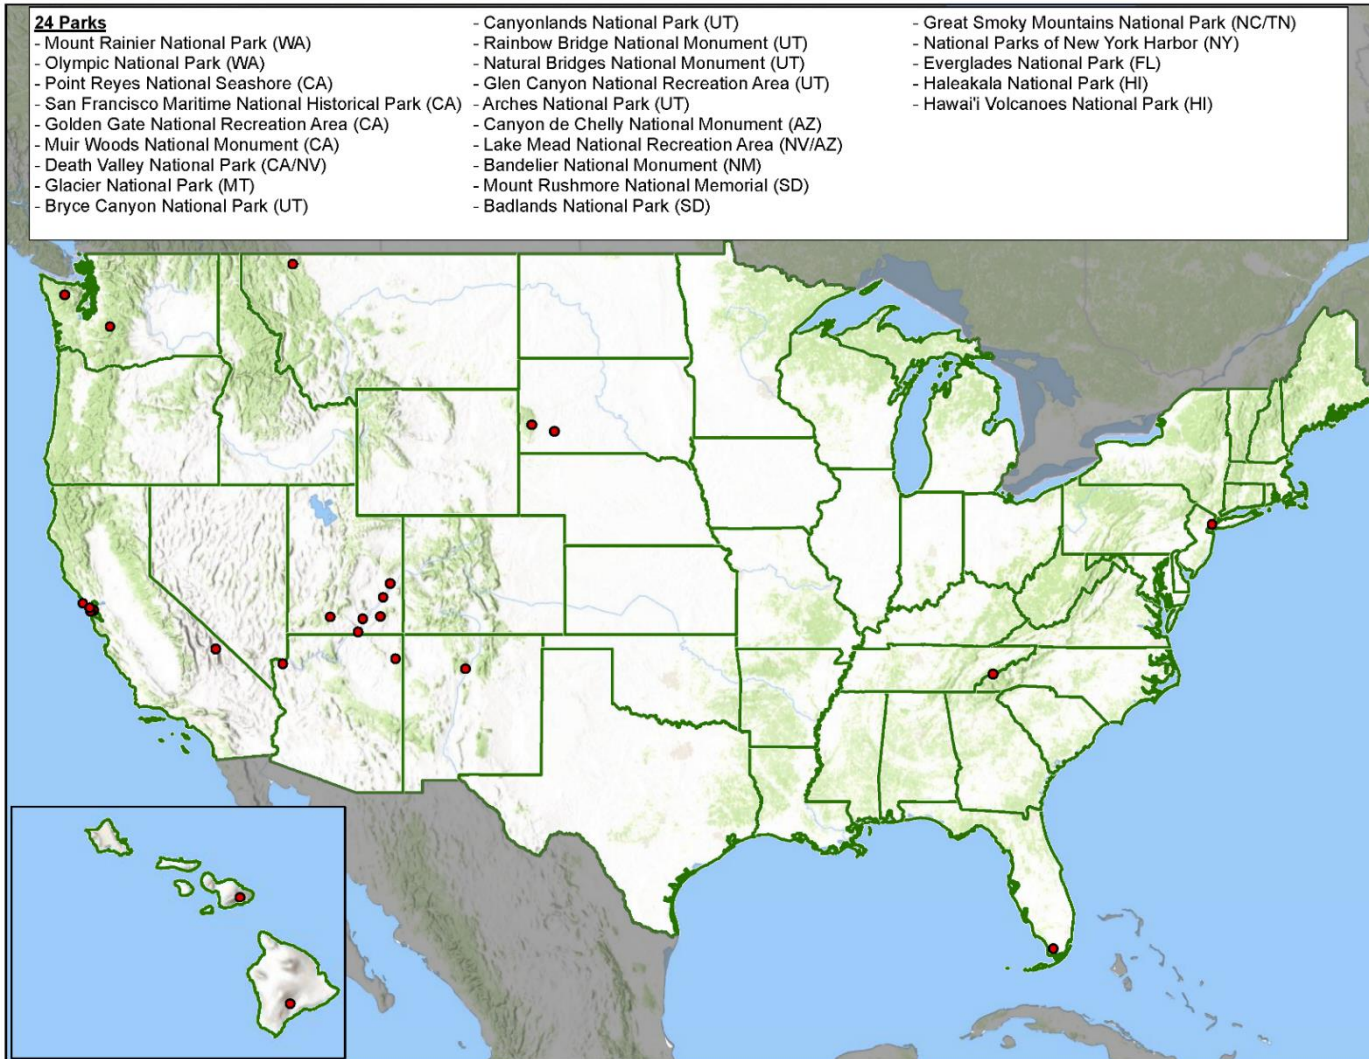 24 Parks
- Mount Rainier National Park (WA)
- Olympic National Park (WA)
- Point Reyes National Seashore (CA)
- San Francisco Maritime National Historical Park (CA)
- Golden Gate National Recreation Area (CA)
- Muir Woods National Monument (CA)
- Death Valley National Park (CA/NV)
- Glacier National Park (MT)
- Bryce Canyon National Park (UT)
- Canyonlands National Park (UT)
- Rainbow Bridge National Monument (UT)
- Natural Bridges National Monument (UT)
- Glen Canyon National Recreation Area (UT)
- Arches National Park (UT)
- Canyon de Chelly National Monument (AZ)
- Lake Mead National Recreation Area (NV/AZ)
- Bandelier National Monument (NM)
- Mount Rushmore National Memorial (SD)
- Badlands National Park (SD)
- Great Smoky Mountains National Park (NC/TN)
- National Parks of New York Harbor (NY)
- Everglades National Park (FL)
- Haleakala National Park (HI)
- Hawai'i Volcanoes National Park (HI)